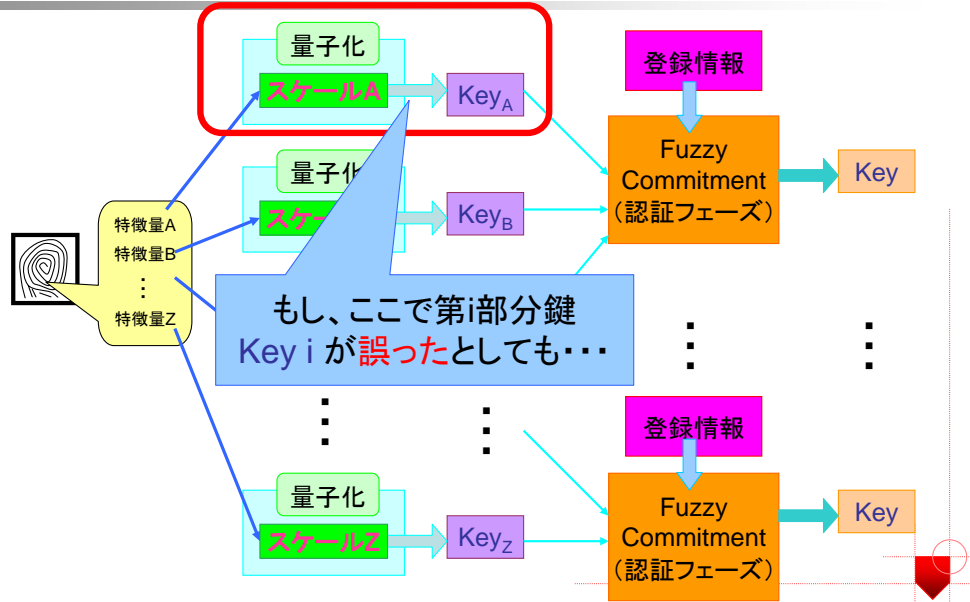 量子化
スケールA
KeyA
登録情報
Fuzzy
Commitment
（認証フェーズ）
Key
量子化
スケー
KeyB
特徴量A
特徴量B
⋮
特徴量Z
もし、ここで第i部分鍵
Key i が誤ったとしても・・・
⋮
⋮
⋮
⋮
登録情報
量子化
スケールZ
KeyZ
Fuzzy
Commitment
（認証フェーズ）
Key